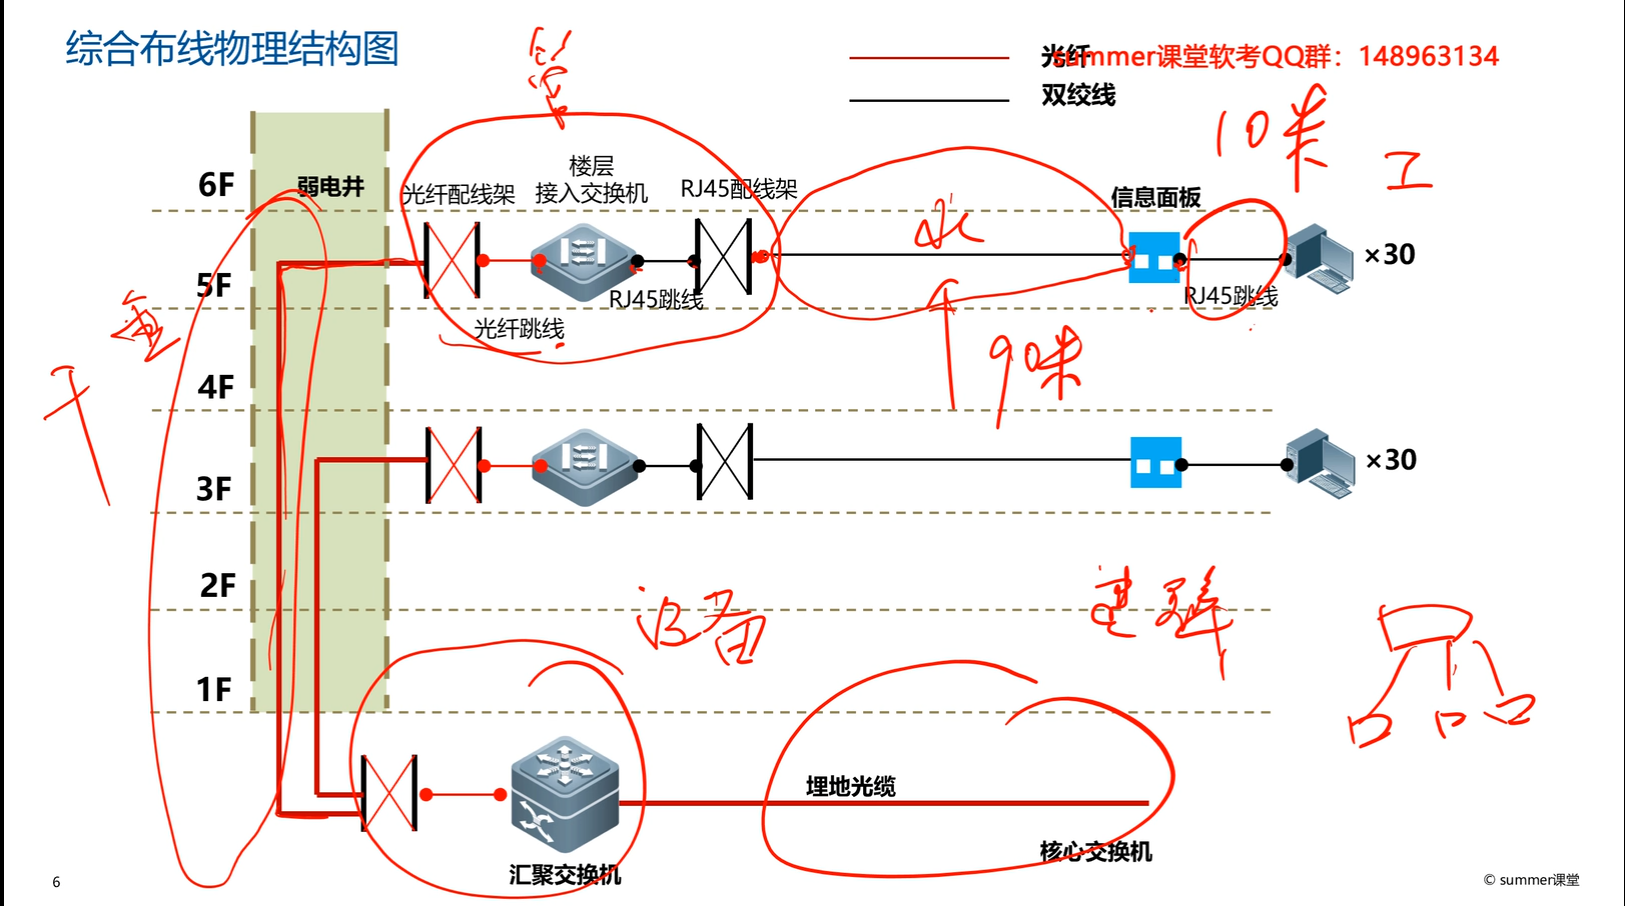 综合布线物理结构图
光纤
summer课堂软考QQ群：148963134
双绞线
10米
工
管
6F
弱电井
光纤配线架
楼层
接入交换机
RJ45配线架
信息面板
水
×30
5F
RJ45跳线
RJ45跳线
光纤跳线
垂
干
90米
4F
×30
3F
2F
设备
建群
1F
埋地光缆
汇聚交换机
核心交换机
6
© summer课堂